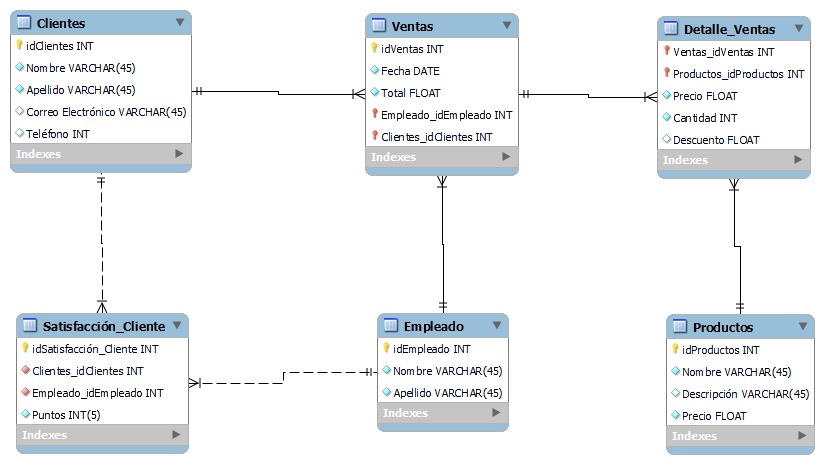 Clientes
idClientes INT
Nombre VARCHAR(45)
Apellido VARCHAR(45)
Correo Electrónico VARCHAR(45)
Teléfono INT
Indexes
Ventas
idVentas INT
Fecha DATE
Total FLOAT
Empleado_idEmpleado INT
Clientes_idClientes INT
Indexes
Detalle_Ventas
Ventas_idVentas INT
Productos_idProductos INT
Precio FLOAT
Cantidad INT
Descuento FLOAT
Indexes
Satisfacción_Cliente
idSatisfacción_Cliente INT
Clientes_idClientes INT
Empleado_idEmpleado INT
Puntos INT(5)
Indexes
Empleado
idEmpleado INT
Nombre VARCHAR(45)
Apellido VARCHAR(45)
Indexes
Productos
idProductos INT
Nombre VARCHAR(45)
Descripción VARCHAR(45)
Precio FLOAT
Indexes